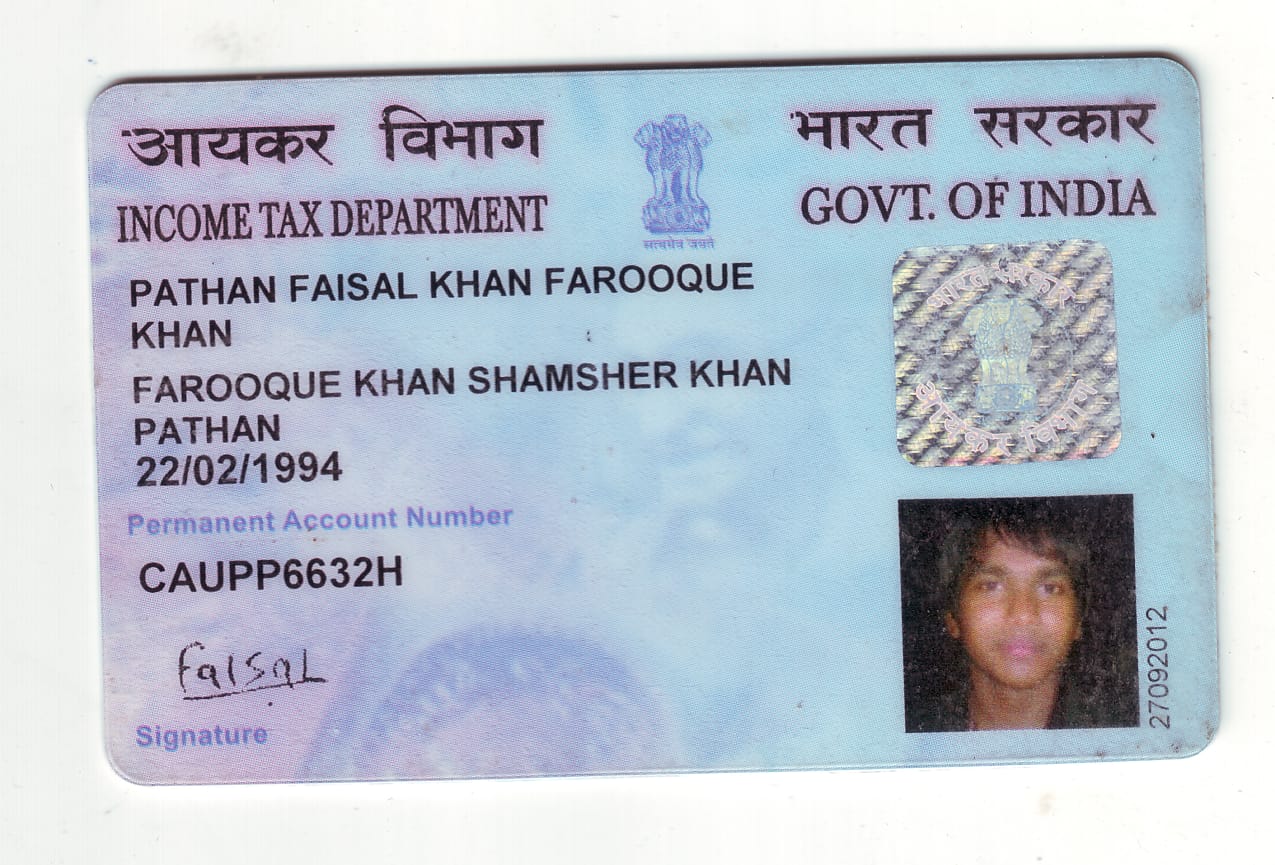 आयकर विभाग
भारत सरकार
INCOME TAX DEPARTMENT
GOVT. OF INDIA
सत्यमेव जयते
PATHAN FAISAL KHAN FAROOQUE
KHAN
FAROOQUE KHAN SHAMSHER KHAN
PATHAN
22/02/1994
Permanent Account Number
CAUPP6632H
Faisal
Signature
भारत सरकार
आयकर विभाग
27092012